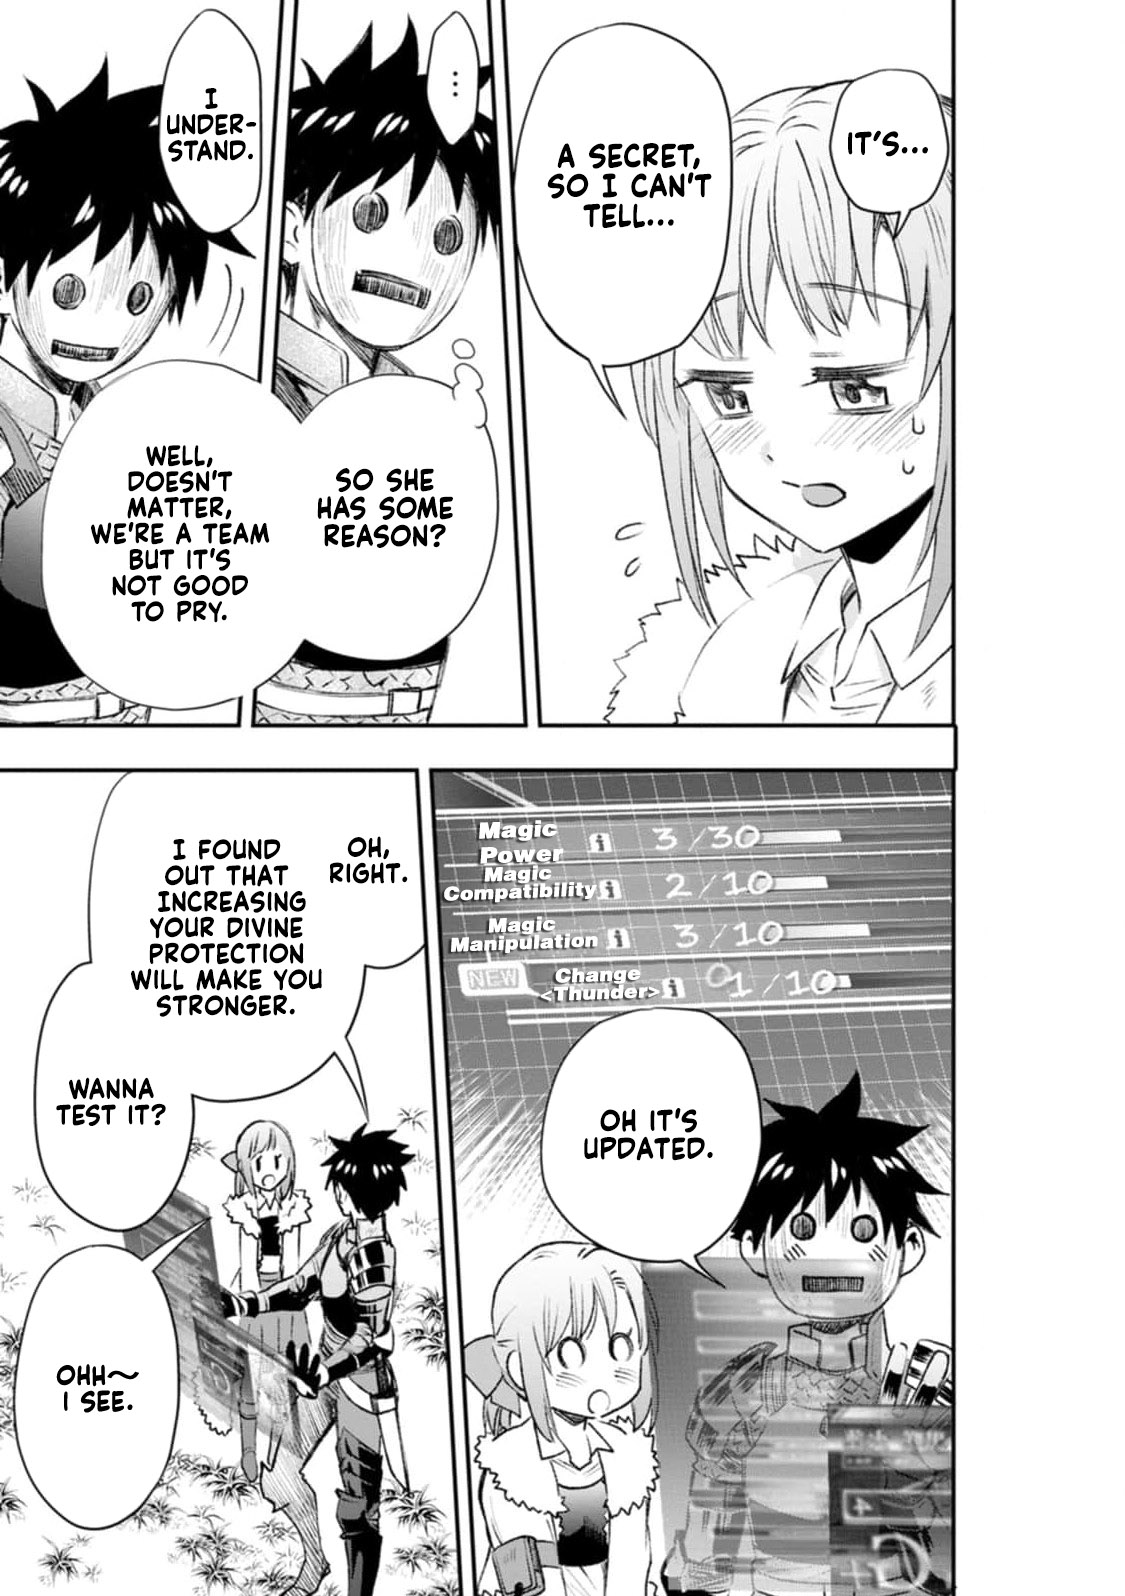 IT'S...
A SECRET,
SO I CAN'T
TELL...
...
SO SHE
HAS SOME
REASON?
I
UNDER-
STAND.
WELL,
DOESN'T
MATTER,
WE'RE A TEAM
BUT IT'S
NOT GOOD
TO PRY.
Magic
Power i 3/30
Magic
Compatibility i 2/10
Magic
Manipulation i 3/10
NEW Change
<Thunder> i 1/10
OH IT'S
UPDATED.
OH,
RIGHT.
I FOUND
OUT THAT
INCREASING
YOUR DIVINE
PROTECTION
WILL MAKE YOU
STRONGER.
WANNA
TEST IT?
OHH~
I SEE.